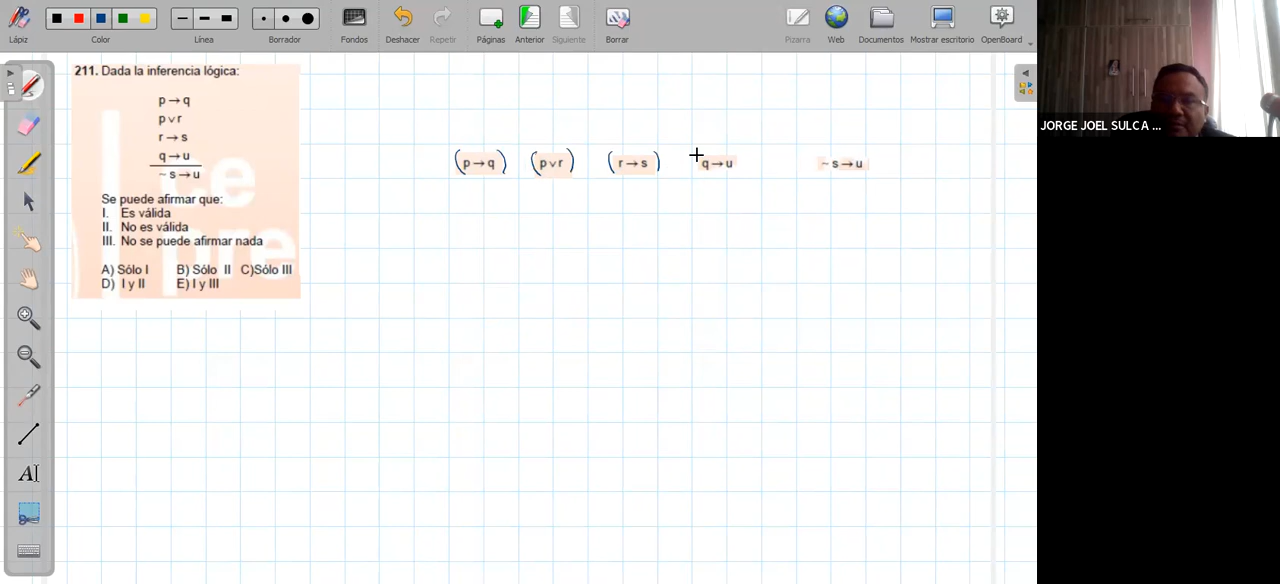 Lápiz
Color
Línea
Borrador
Fondos
Deshacer
Repetir
Páginas
Anterior
Siguiente
Borrar
Pizarra
Web
Documentos
Mostrar escritorio
OpenBoard
JORGE JOEL SULCA ...
211. Dada la inferencia lógica:
p → q
p v r
r → s
q → u
~ s → u
Se puede afirmar que:
I. Es válida
II. No es válida
III. No se puede afirmar nada
A) Sólo I B) Sólo II C)Sólo III
D) I y II E) I y III
ce
pre
(p → q) (p v r) (r → s) q → u ~ s → u